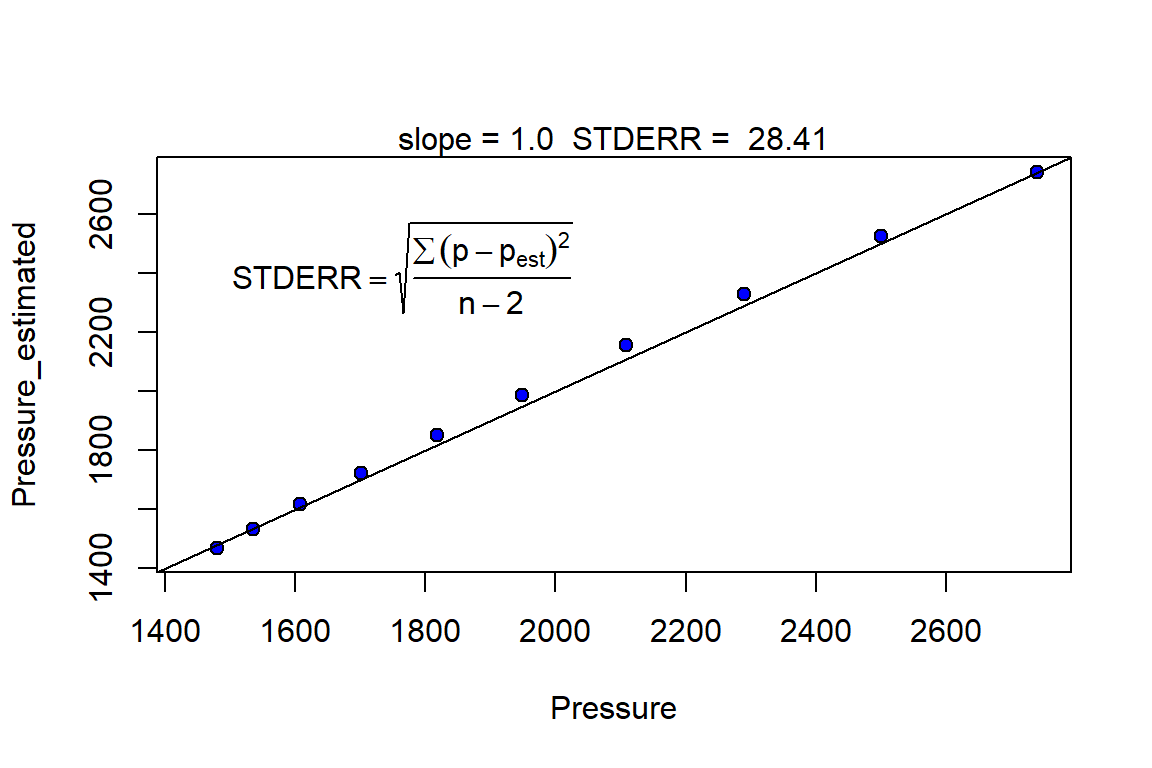 slope = 1.0  STDERR =  28.41
STDERR = √(∑(p − p_est)² / (n − 2))
Pressure_estimated
2600
2200
1800
1400
1400 1600 1800 2000 2200 2400 2600
Pressure